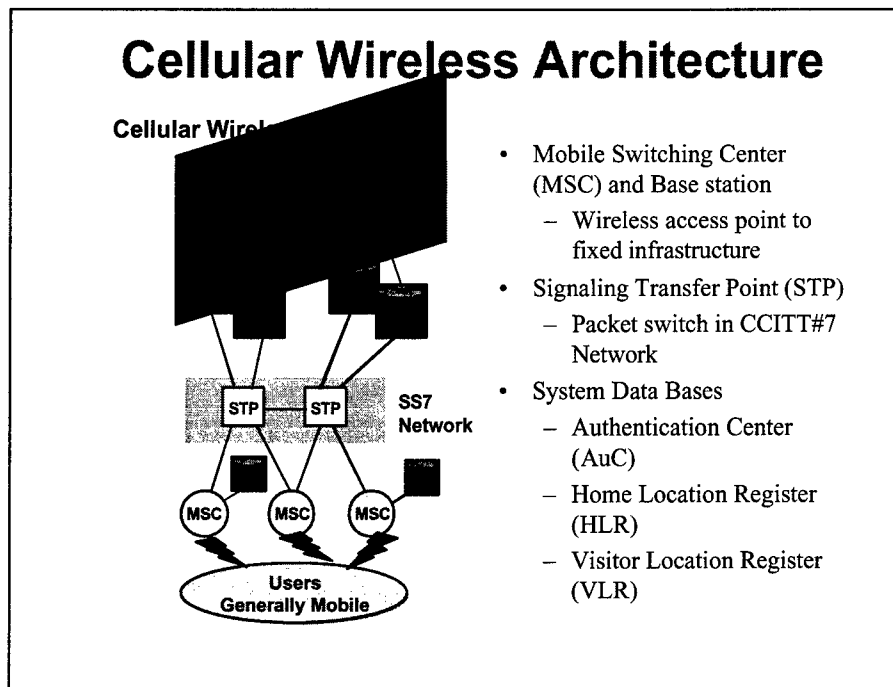 Cellular Wireless Architecture
Cellular
• Mobile Switching Center
(MSC) and Base station
– Wireless access point to
fixed infrastructure
• Signaling Transfer Point (STP)
– Packet switch in CCITT#7
Network
• System Data Bases
– Authentication Center
(AuC)
– Home Location Register
(HLR)
– Visitor Location Register
(VLR)
STP
STP
SS7
Network
MSC
MSC
MSC
Users
Generally Mobile